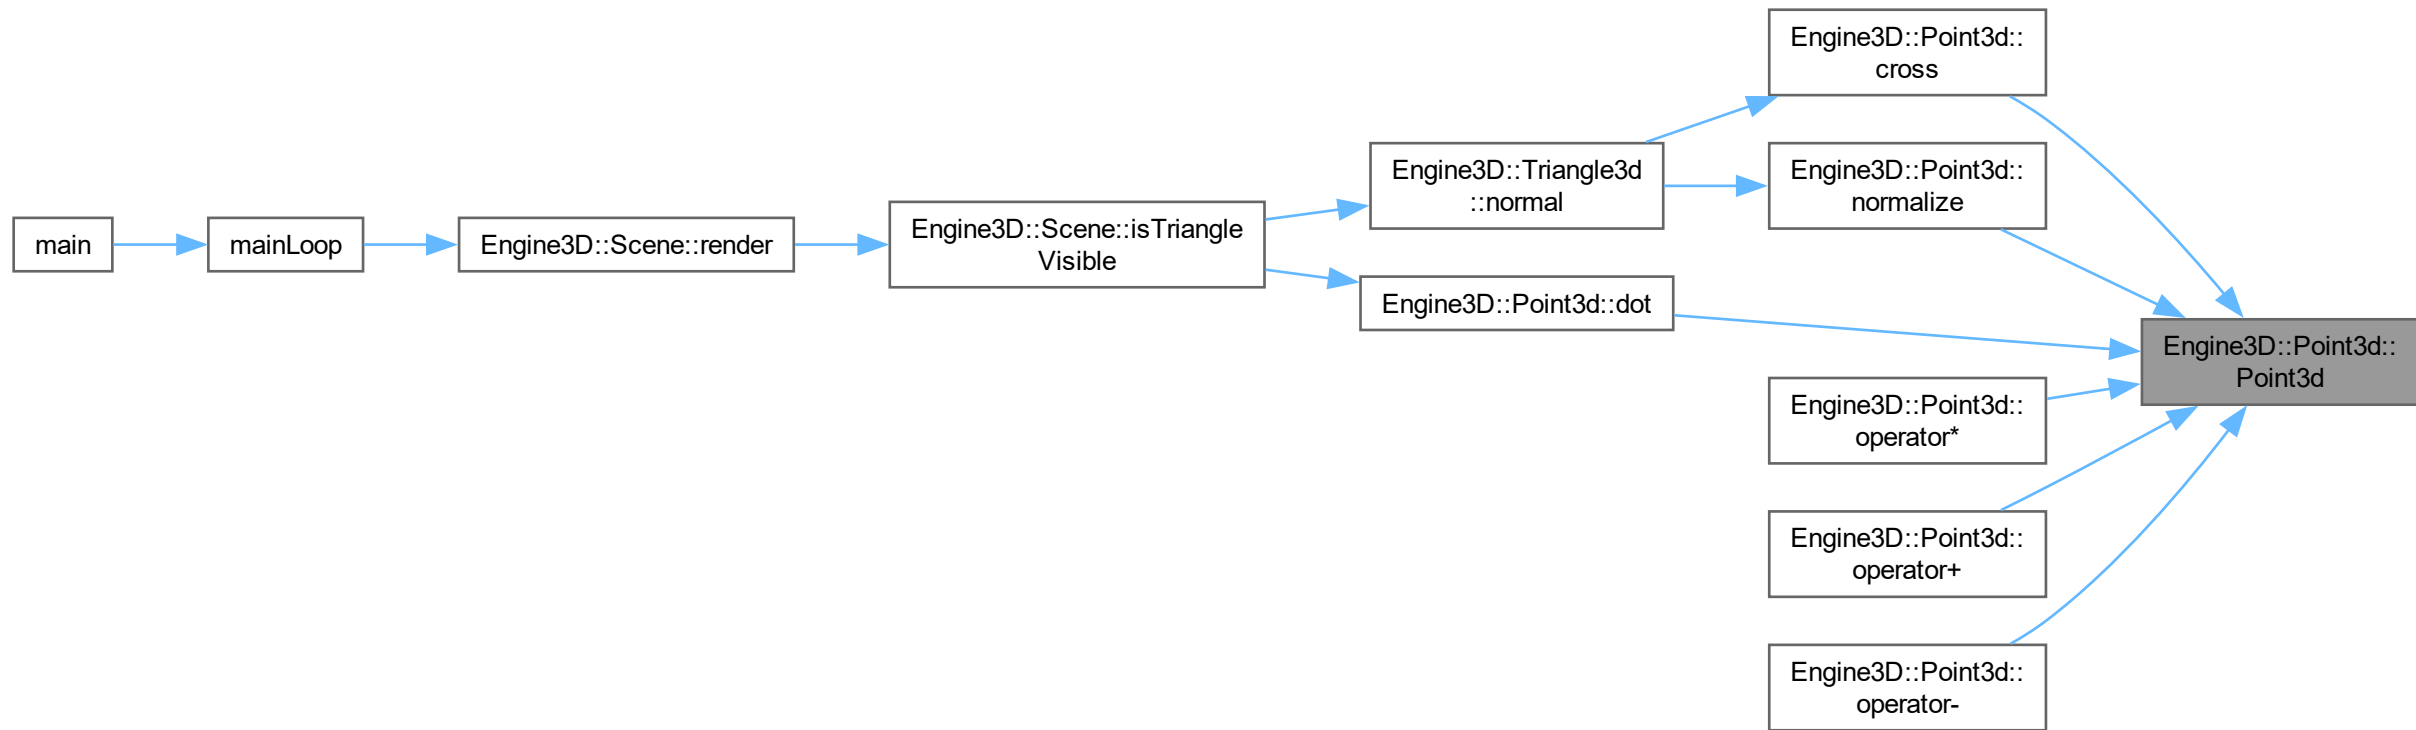 main
mainLoop
Engine3D::Scene::render
Engine3D::Scene::isTriangle
Visible
Engine3D::Triangle3d
::normal
Engine3D::Point3d::dot
Engine3D::Point3d::
cross
Engine3D::Point3d::
normalize
Engine3D::Point3d::
operator*
Engine3D::Point3d::
operator+
Engine3D::Point3d::
operator-
Engine3D::Point3d::
Point3d